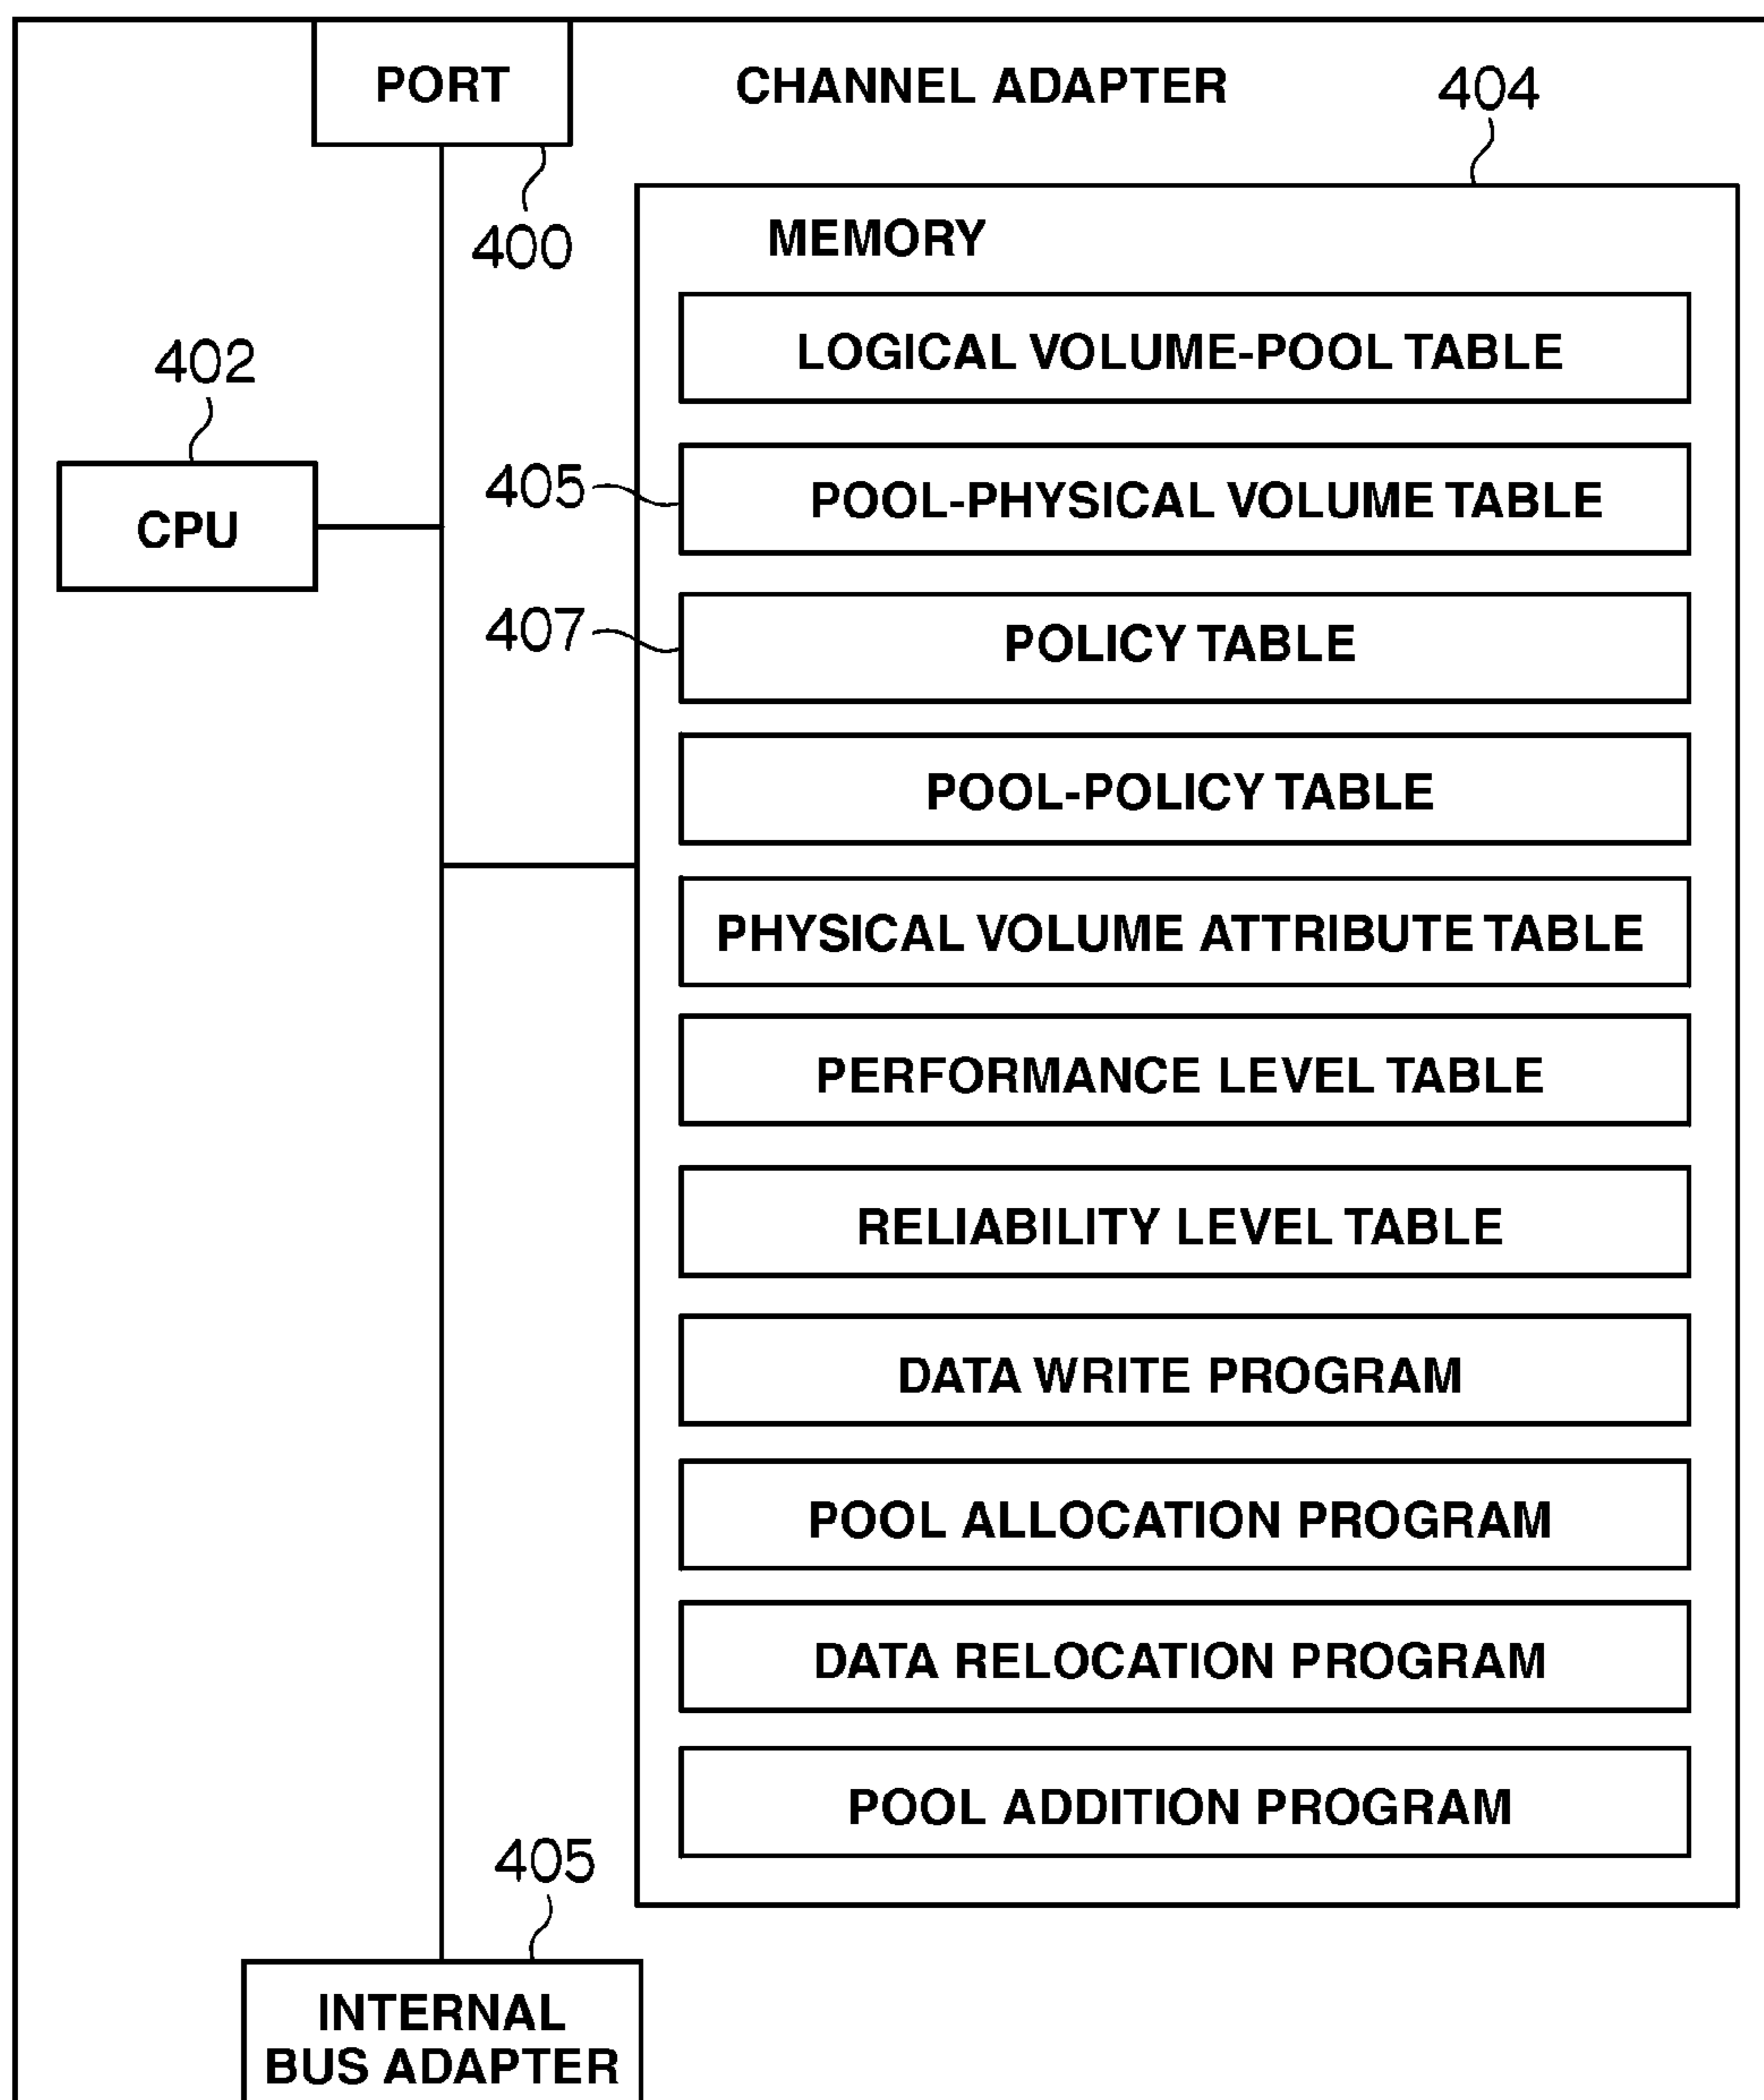 PORT
CHANNEL ADAPTER
404
400
MEMORY
LOGICAL VOLUME-POOL TABLE
402
405
POOL-PHYSICAL VOLUME TABLE
CPU
407
POLICY TABLE
POOL-POLICY TABLE
PHYSICAL VOLUME ATTRIBUTE TABLE
PERFORMANCE LEVEL TABLE
RELIABILITY LEVEL TABLE
DATA WRITE PROGRAM
POOL ALLOCATION PROGRAM
DATA RELOCATION PROGRAM
POOL ADDITION PROGRAM
405
INTERNAL
BUS ADAPTER